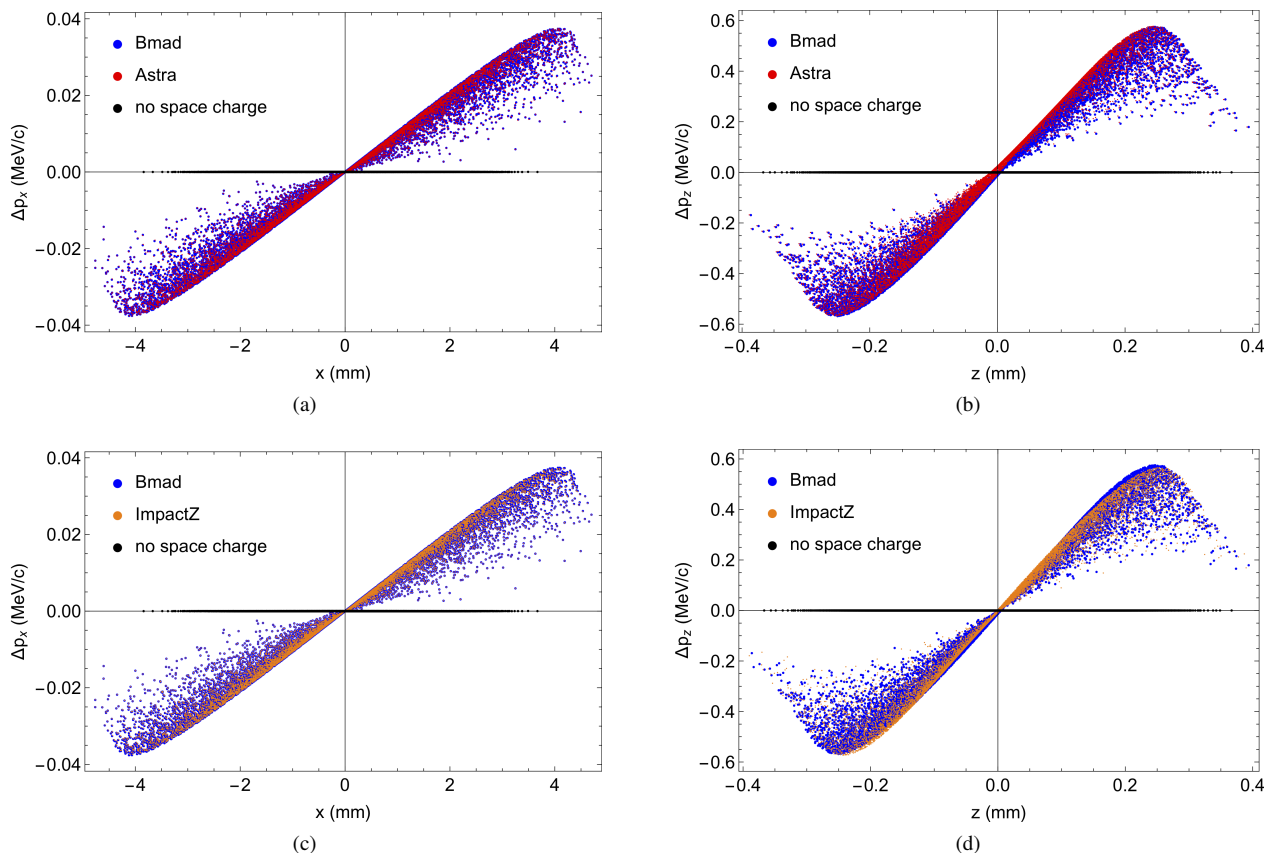 0.04
0.02
0.00
−0.02
−0.04
Δpx (MeV/c)
Bmad
Astra
no space charge
−4
−2
0
2
4
x (mm)
(a)
0.6
0.4
0.2
0.0
−0.2
−0.4
−0.6
Δpz (MeV/c)
Bmad
Astra
no space charge
−0.4
−0.2
0.0
0.2
0.4
z (mm)
(b)
0.04
0.02
0.00
−0.02
−0.04
Δpx (MeV/c)
Bmad
ImpactZ
no space charge
−4
−2
0
2
4
x (mm)
(c)
0.6
0.4
0.2
0.0
−0.2
−0.4
−0.6
Δpz (MeV/c)
Bmad
ImpactZ
no space charge
−0.4
−0.2
0.0
0.2
0.4
z (mm)
(d)